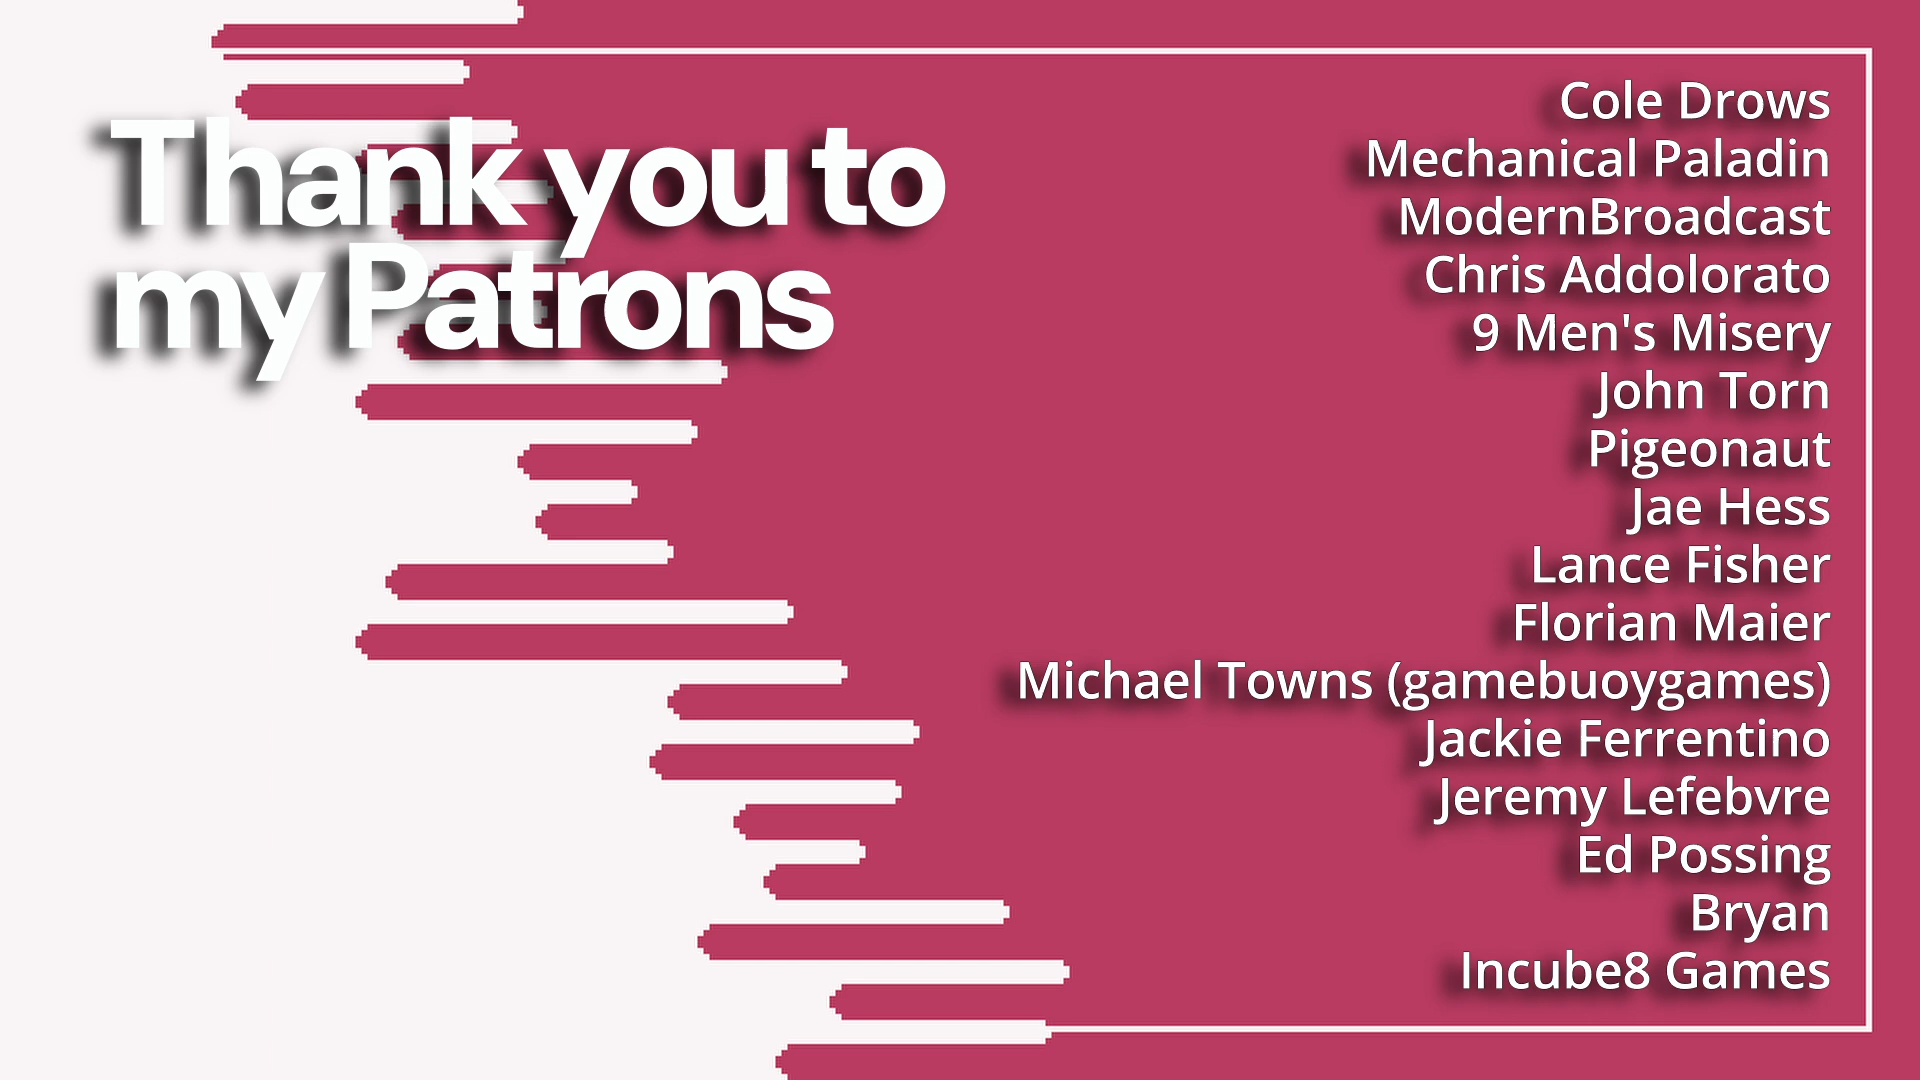 Thank you to
my Patrons
Cole Drows
Mechanical Paladin
ModernBroadcast
Chris Addolorato
9 Men's Misery
John Torn
Pigeonaut
Jae Hess
Lance Fisher
Florian Maier
Michael Towns (gamebuoygames)
Jackie Ferrentino
Jeremy Lefebvre
Ed Possing
Bryan
Incube8 Games